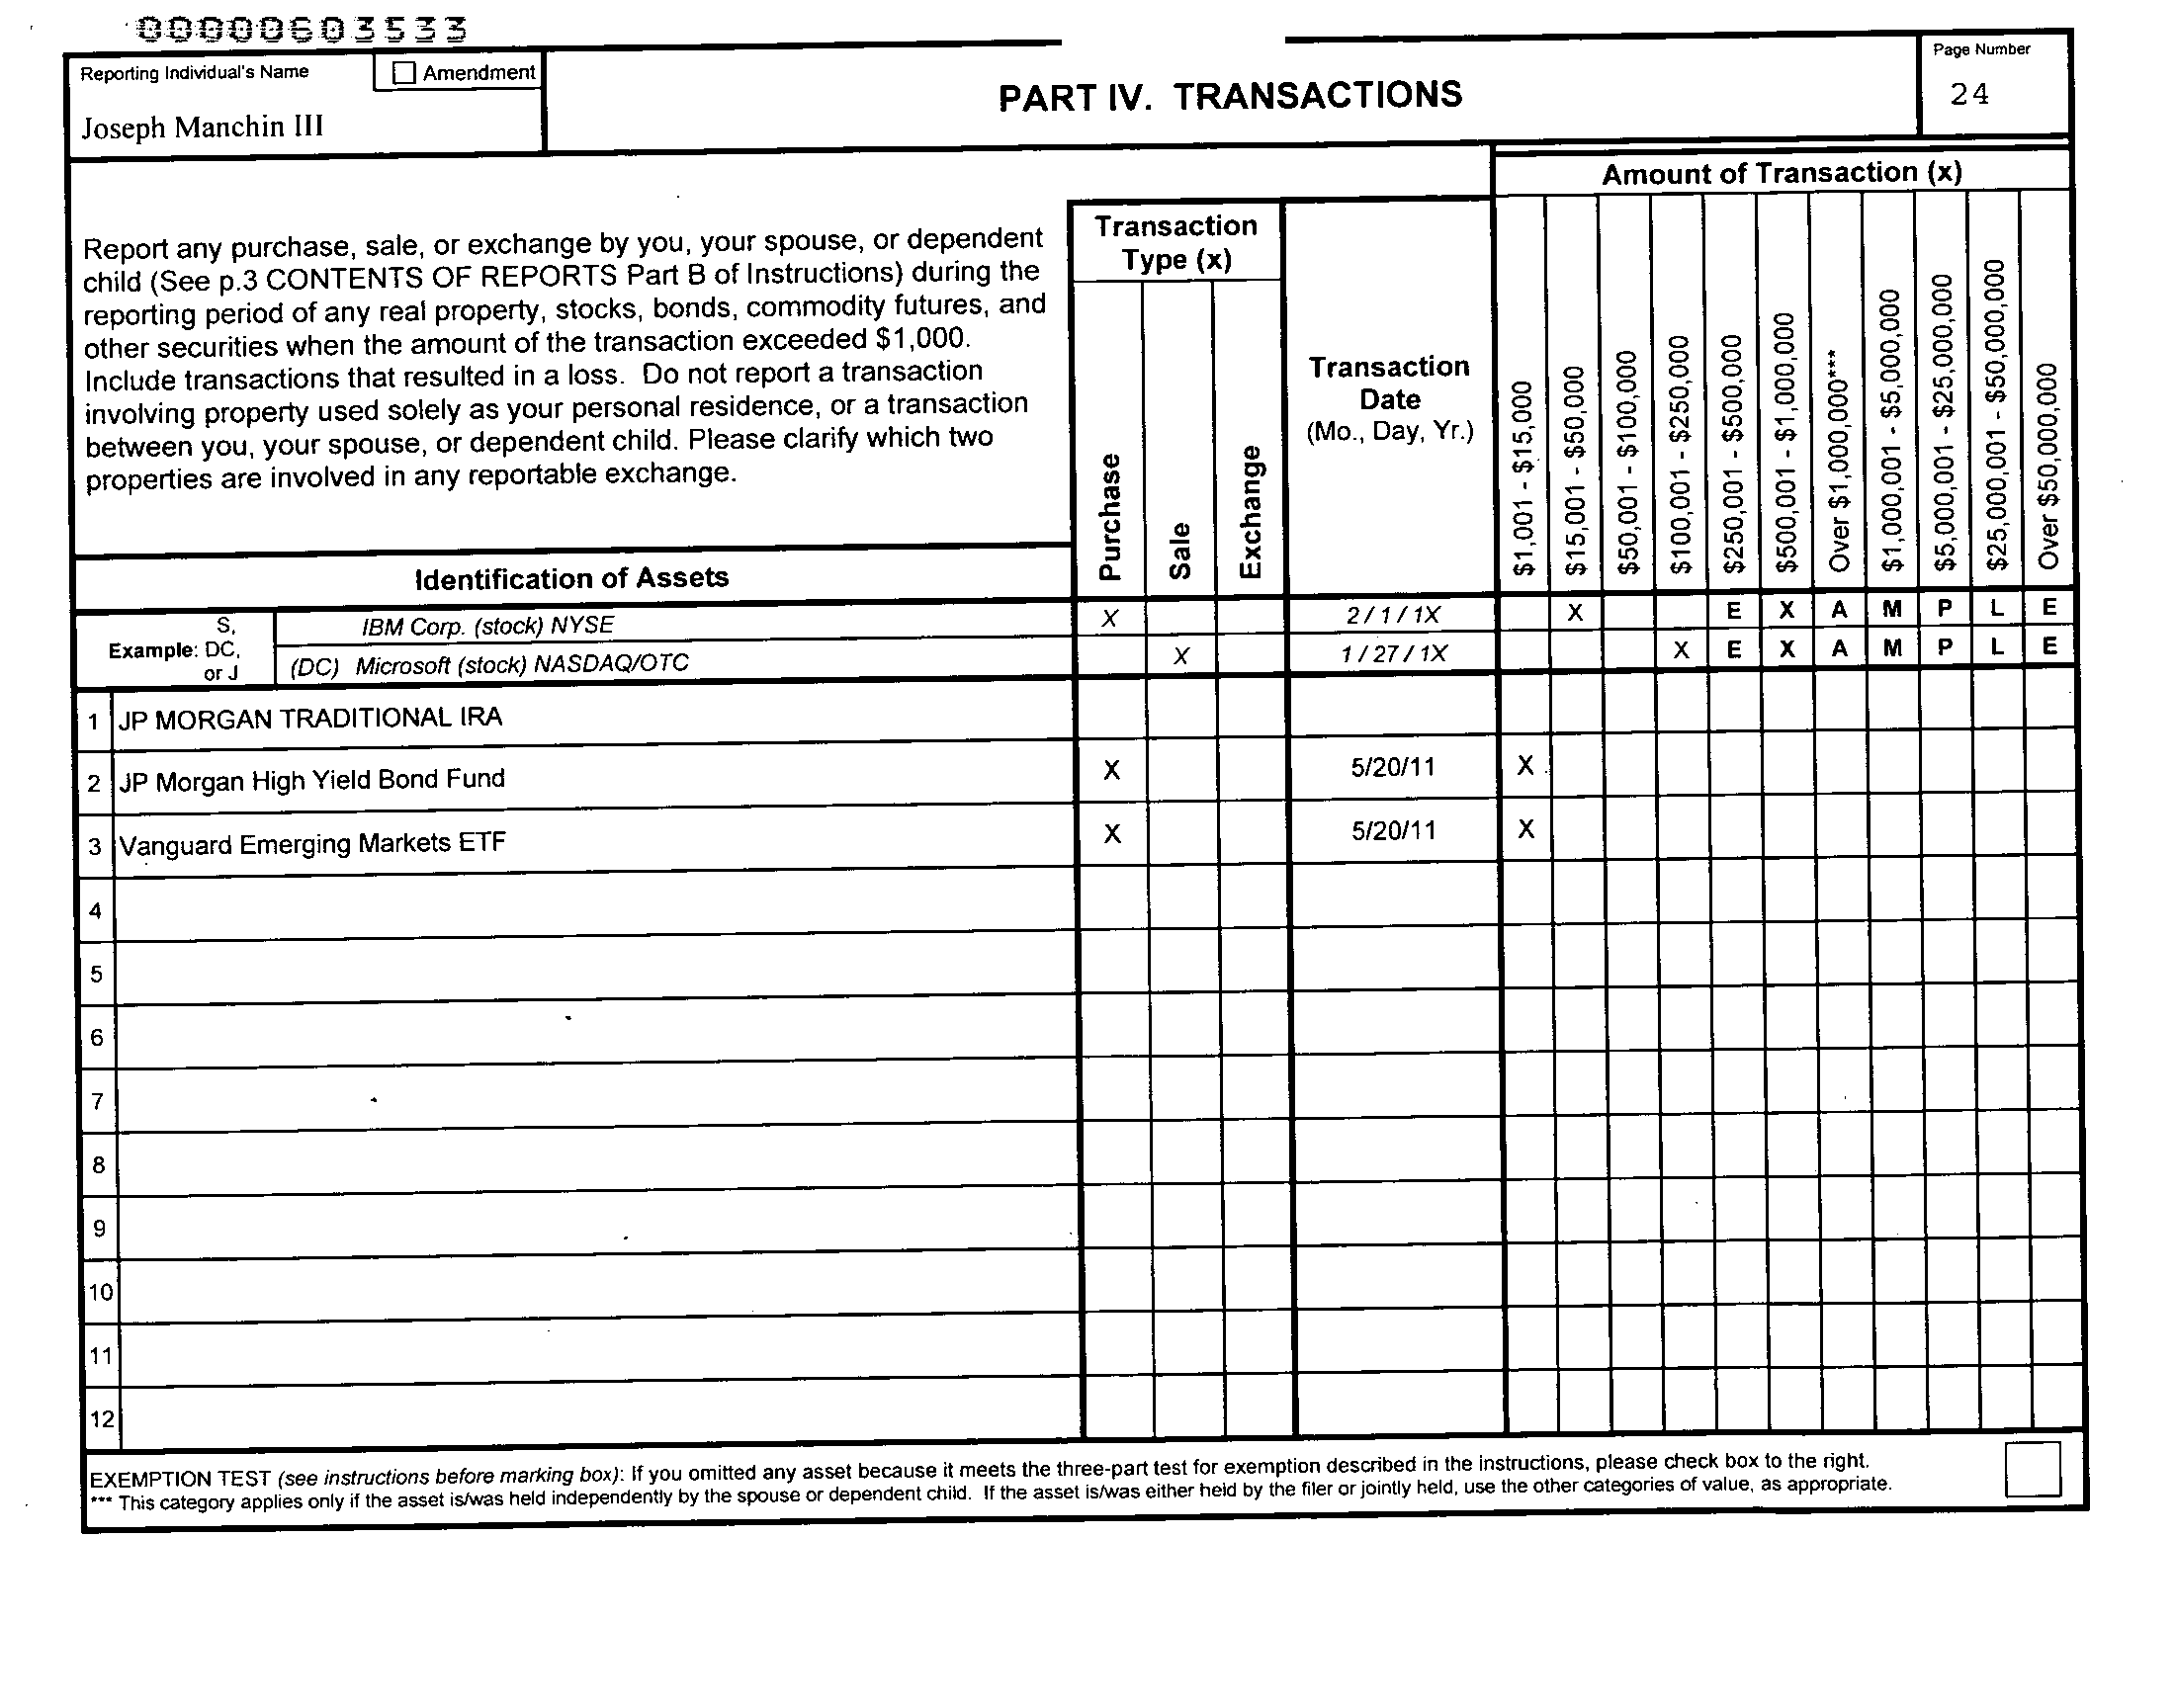 00000603533
Reporting Individual's Name
Amendment
Joseph Manchin III
PART IV. TRANSACTIONS
Page Number
24
Report any purchase, sale, or exchange by you, your spouse, or dependent
child (See p.3 CONTENTS OF REPORTS Part B of Instructions) during the
reporting period of any real property, stocks, bonds, commodity futures, and
other securities when the amount of the transaction exceeded $1,000.
Include transactions that resulted in a loss. Do not report a transaction
involving property used solely as your personal residence, or a transaction
between you, your spouse, or dependent child. Please clarify which two
properties are involved in any reportable exchange.
Identification of Assets
Transaction
Type (x)
Purchase
Sale
Exchange
Transaction
Date
(Mo., Day, Yr.)
Amount of Transaction (x)
$1,001 - $15,000
$15,001 - $50,000
$50,001 - $100,000
$100,001 - $250,000
$250,001 - $500,000
$500,001 - $1,000,000
Over $1,000,000***
$1,000,001 - $5,000,000
$5,000,001 - $25,000,000
$25,000,001 - $50,000,000
Over $50,000,000
Example: S,
DC,
or J
IBM Corp. (stock) NYSE X 2 / 1 / 1X X E X A M P L E
(DC) Microsoft (stock) NASDAQ/OTC X 1 / 27 / 1X X E X A M P L E
1 JP MORGAN TRADITIONAL IRA
2 JP Morgan High Yield Bond Fund X 5/20/11 X
3 Vanguard Emerging Markets ETF X 5/20/11 X
4
5
6
7
8
9
10
11
12
EXEMPTION TEST (see instructions before marking box): If you omitted any asset because it meets the three-part test for exemption described in the instructions, please check box to the right.
*** This category applies only if the asset is/was held independently by the spouse or dependent child. If the asset is/was either held by the filer or jointly held, use the other categories of value, as appropriate.